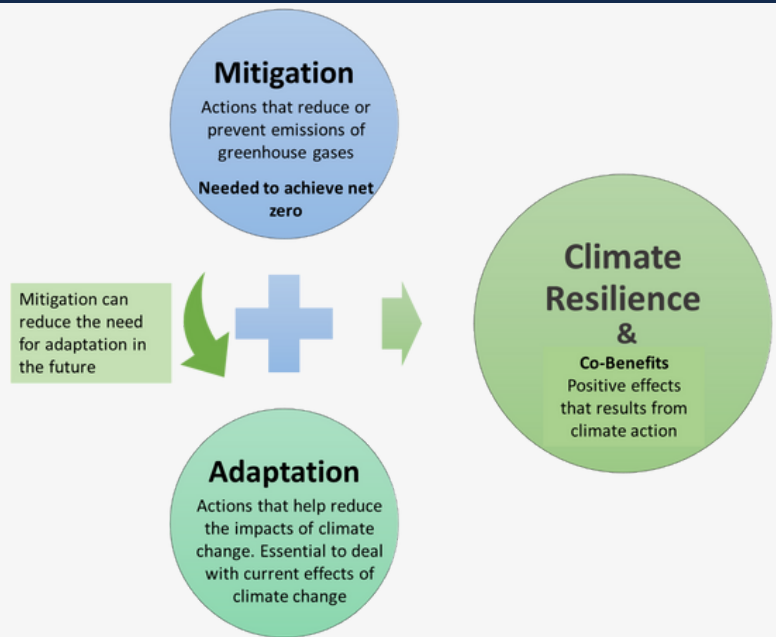 Mitigation
Actions that reduce or
prevent emissions of
greenhouse gases
Needed to achieve net
zero
Mitigation can
reduce the need
for adaptation in
the future
Adaptation
Actions that help reduce
the impacts of climate
change. Essential to deal
with current effects of
climate change
Climate
Resilience
&
Co-Benefits
Positive effects
that results from
climate action